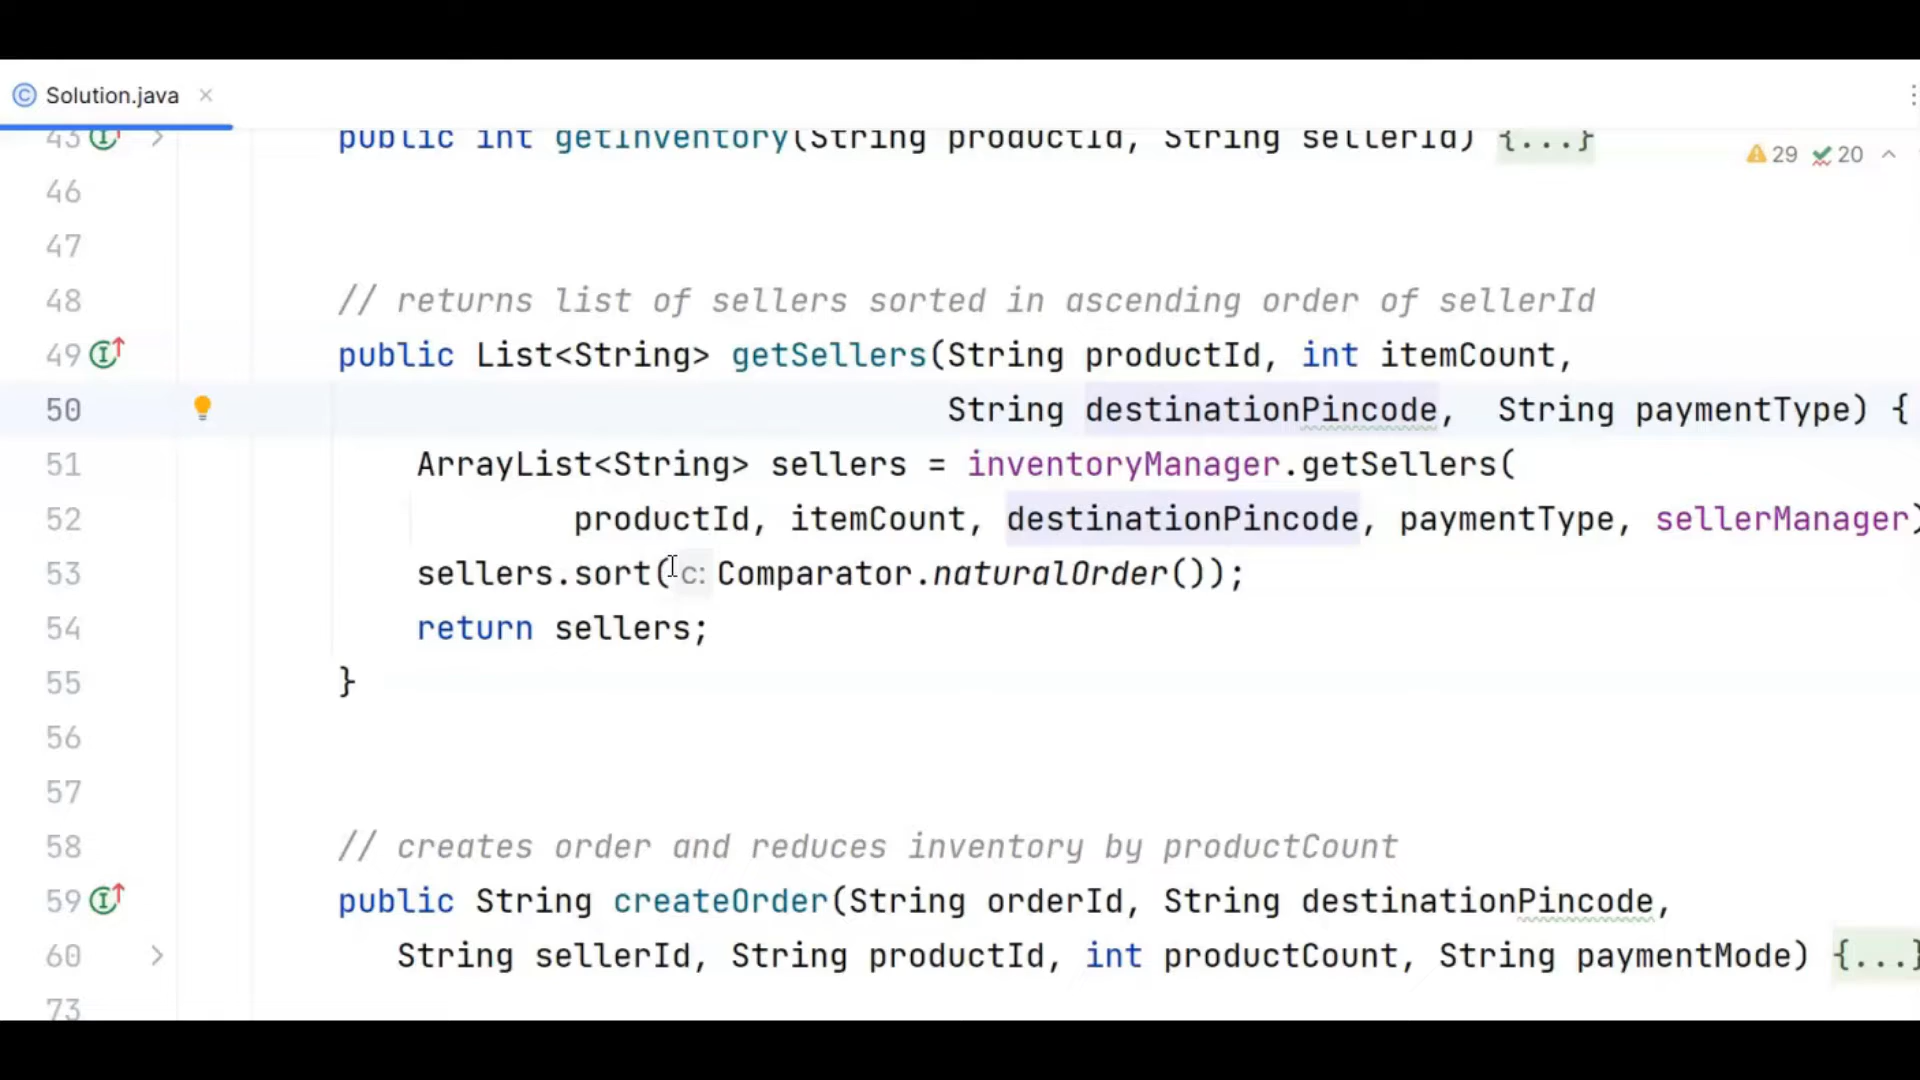 Solution.java
43 public int getInventory(String productId, String sellerId) {...}
29 20
46
47
48 // returns list of sellers sorted in ascending order of sellerId
49 public List<String> getSellers(String productId, int itemCount,
50 String destinationPincode, String paymentType) {
51 ArrayList<String> sellers = inventoryManager.getSellers(
52 productId, itemCount, destinationPincode, paymentType, sellerManager)
53 sellers.sort( c: Comparator.naturalOrder());
54 return sellers;
55 }
56
57
58 // creates order and reduces inventory by productCount
59 public String createOrder(String orderId, String destinationPincode,
60 String sellerId, String productId, int productCount, String paymentMode) {...}
73